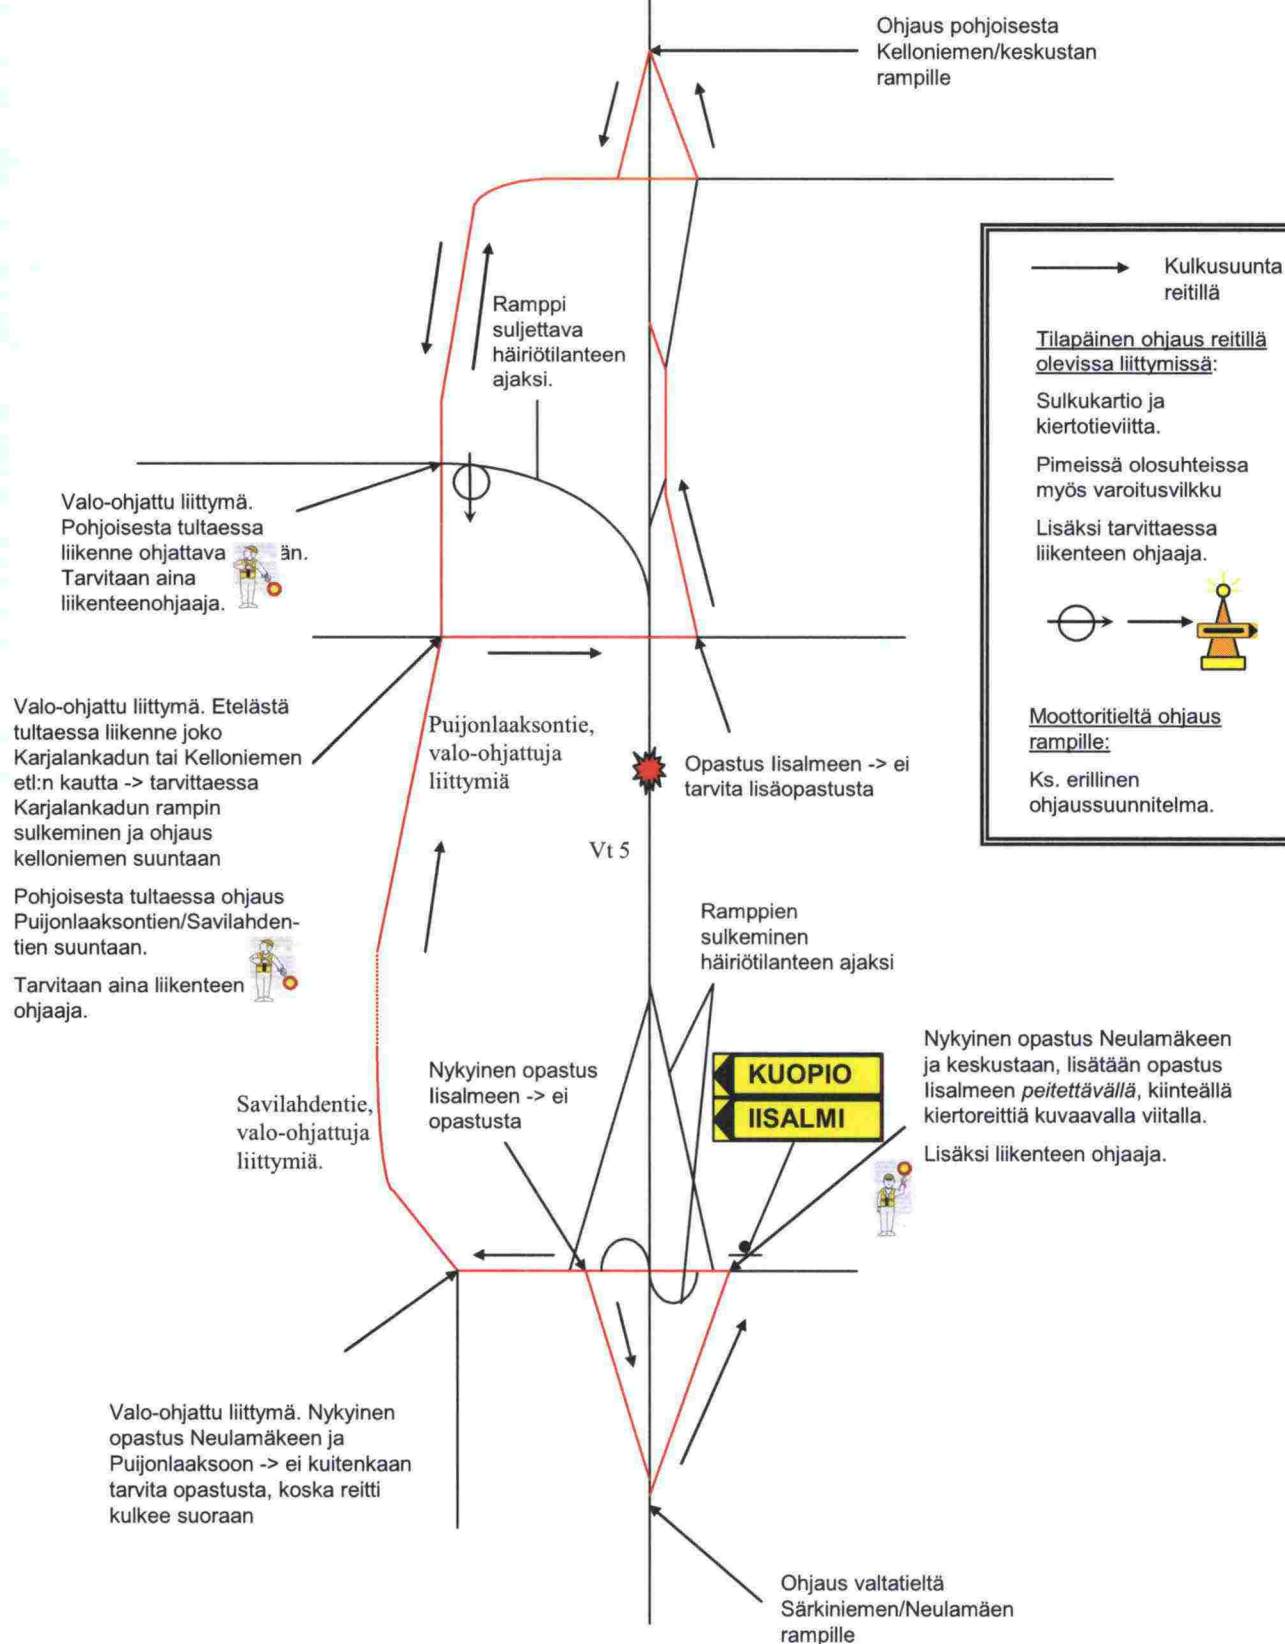 Ohjaus pohjoisesta
Kelloniemen/keskustan
rampille
Kulkusuunta
reitillä
Tilapäinen ohjaus reitillä
olevissa liittymissä:
Sulkukartio ja
kiertotieviitta.
Pimeissä olosuhteissa
myös varoitusvilkku
Lisäksi tarvittaessa
liikenteen ohjaaja.
Moottoritieltä ohjaus
rampille:
Ks. erillinen
ohjaussuunnitelma.
Ramppi
suljettava
häiriötilanteen
ajaksi.
Valo-ohjattu liittymä.
Pohjoisesta tultaessa
liikenne ohjattava än.
Tarvitaan aina
liikenteenohjaaja.
Valo-ohjattu liittymä. Etelästä
tultaessa liikenne joko
Karjalankadun tai Kelloniemen
etl:n kautta -> tarvittaessa
Karjalankadun rampin
sulkeminen ja ohjaus
kelloniemen suuntaan
Pohjoisesta tultaessa ohjaus
Puijonlaaksontien/Savilahden-
tien suuntaan.
Tarvitaan aina liikenteen
ohjaaja.
Puijonlaaksontie,
valo-ohjattuja
liittymiä
Opastus Iisalmeen -> ei
tarvita lisäopastusta
Vt 5
Ramppien
sulkeminen
häiriötilanteen ajaksi
Nykyinen opastus
Iisalmeen -> ei
opastusta
KUOPIO
IISALMI
Nykyinen opastus Neulamäkeen
ja keskustaan, lisätään opastus
Iisalmeen peitettävällä, kiinteällä
kiertoreittiä kuvaavalla viitalla.
Lisäksi liikenteen ohjaaja.
Savilahdentie,
valo-ohjattuja
liittymiä.
Valo-ohjattu liittymä. Nykyinen
opastus Neulamäkeen ja
Puijonlaaksoon -> ei kuitenkaan
tarvita opastusta, koska reitti
kulkee suoraan
Ohjaus valtatieltä
Särkiniemen/Neulamäen
rampille